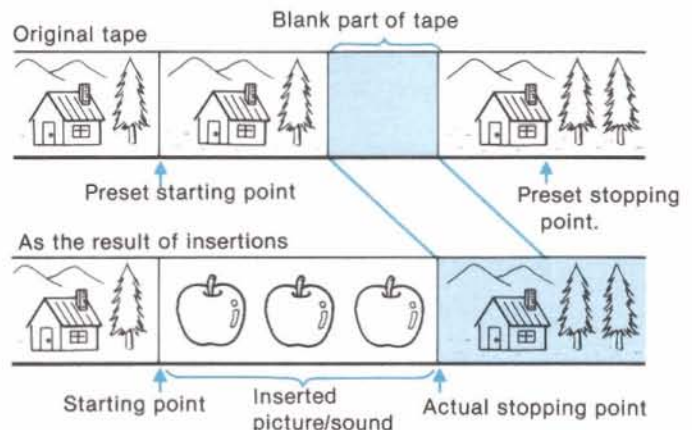 Blank part of tape
Original tape
Preset starting point
Preset stopping
point.
As the result of insertions
Starting point
Inserted
picture/sound
Actual stopping point